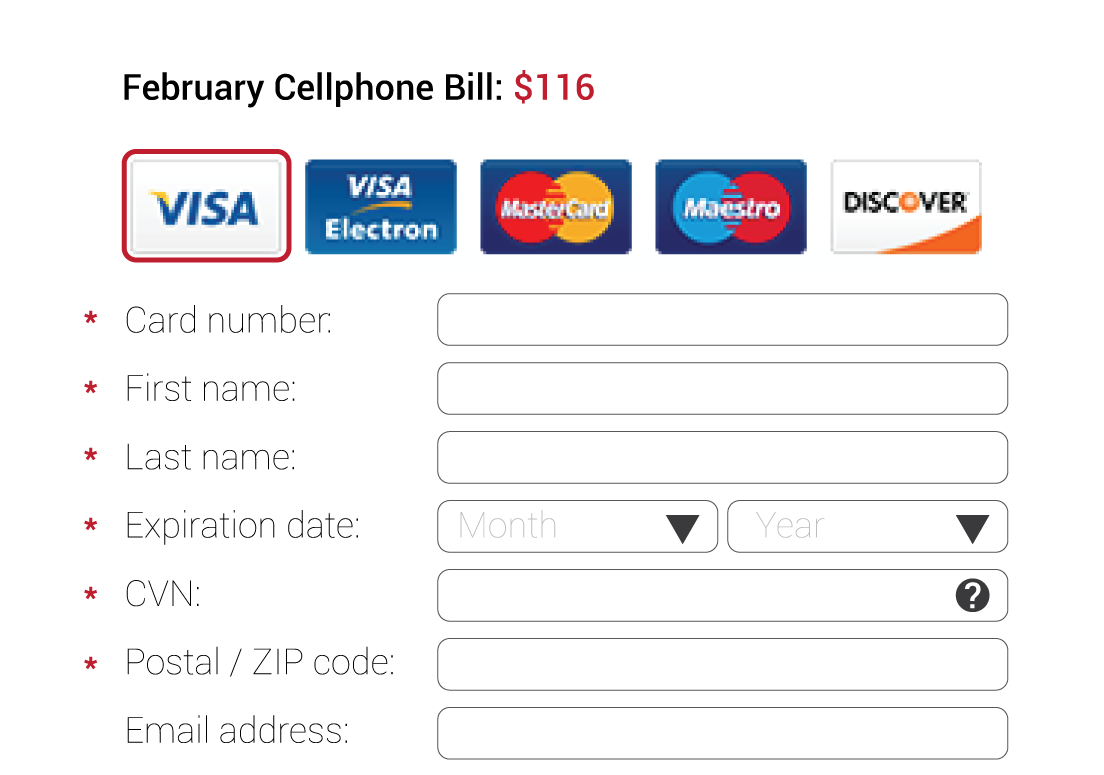 February Cellphone Bill: $116
VISA VISA Electron MasterCard Maestro DISCOVER
* Card number:
* First name:
* Last name:
* Expiration date: Month Year
* CVN: ?
* Postal / ZIP code:
Email address: